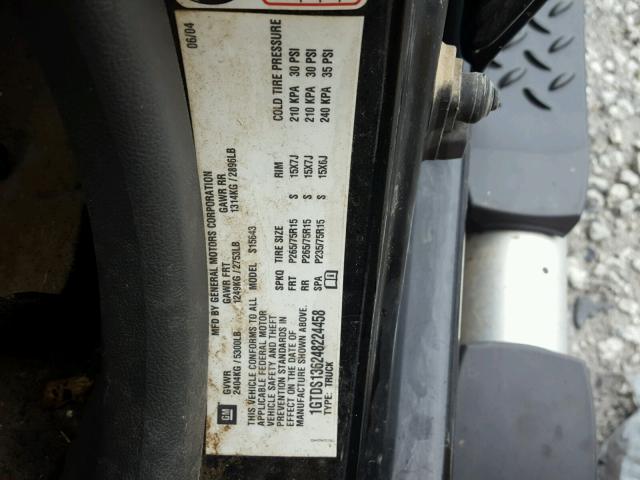 MFD BY GENERAL MOTORS CORPORATION
06/04
GVWR GAWR FRT GAWR RR
2404KG / 5300LB 1249KG / 2753LB 1314KG / 2896LB
THIS VEHICLE CONFORMS TO ALL
APPLICABLE FEDERAL MOTOR
VEHICLE SAFETY AND THEFT
PREVENTION STANDARDS IN
EFFECT ON THE DATE OF
MANUFACTURE SHOWN ABOVE.
1GTDS136248224458
TYPE: TRUCK
MODEL S15643
SPKQ TIRE SIZE RIM COLD TIRE PRESSURE
FRT P265/75R15 S 15X7J 210 KPA 30 PSI
RR P265/75R15 S 15X7J 210 KPA 30 PSI
SPA P235/75R15 S 15X6J 240 KPA 35 PSI
GM